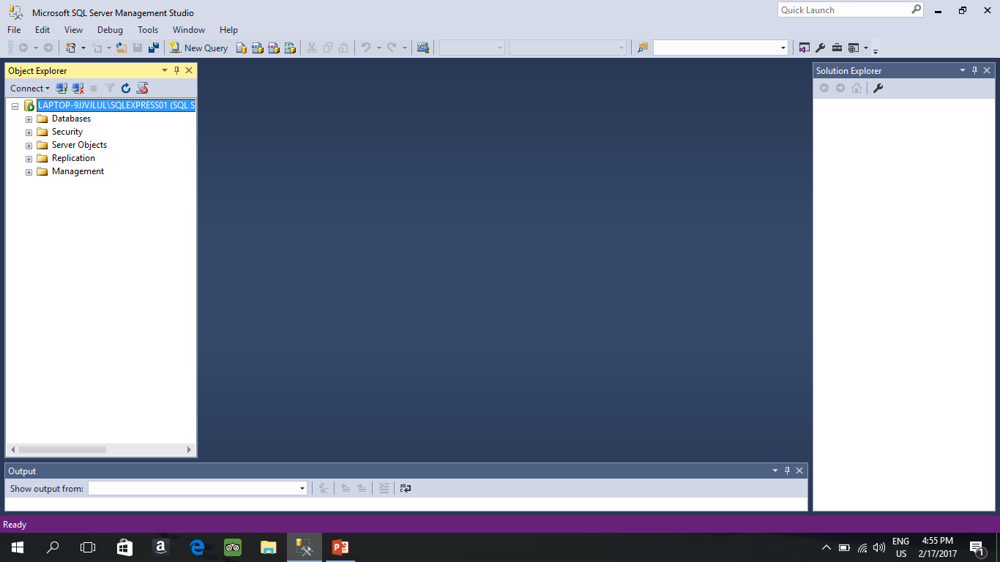 Microsoft SQL Server Management Studio
Quick Launch
File Edit View Debug Tools Window Help
New Query
Object Explorer
Connect
LAPTOP-9JJVJLUL\SQLEXPRESS01 (SQL S
Databases
Security
Server Objects
Replication
Management
Solution Explorer
Output
Show output from:
Ready
ENG
US
4:55 PM
2/17/2017
1